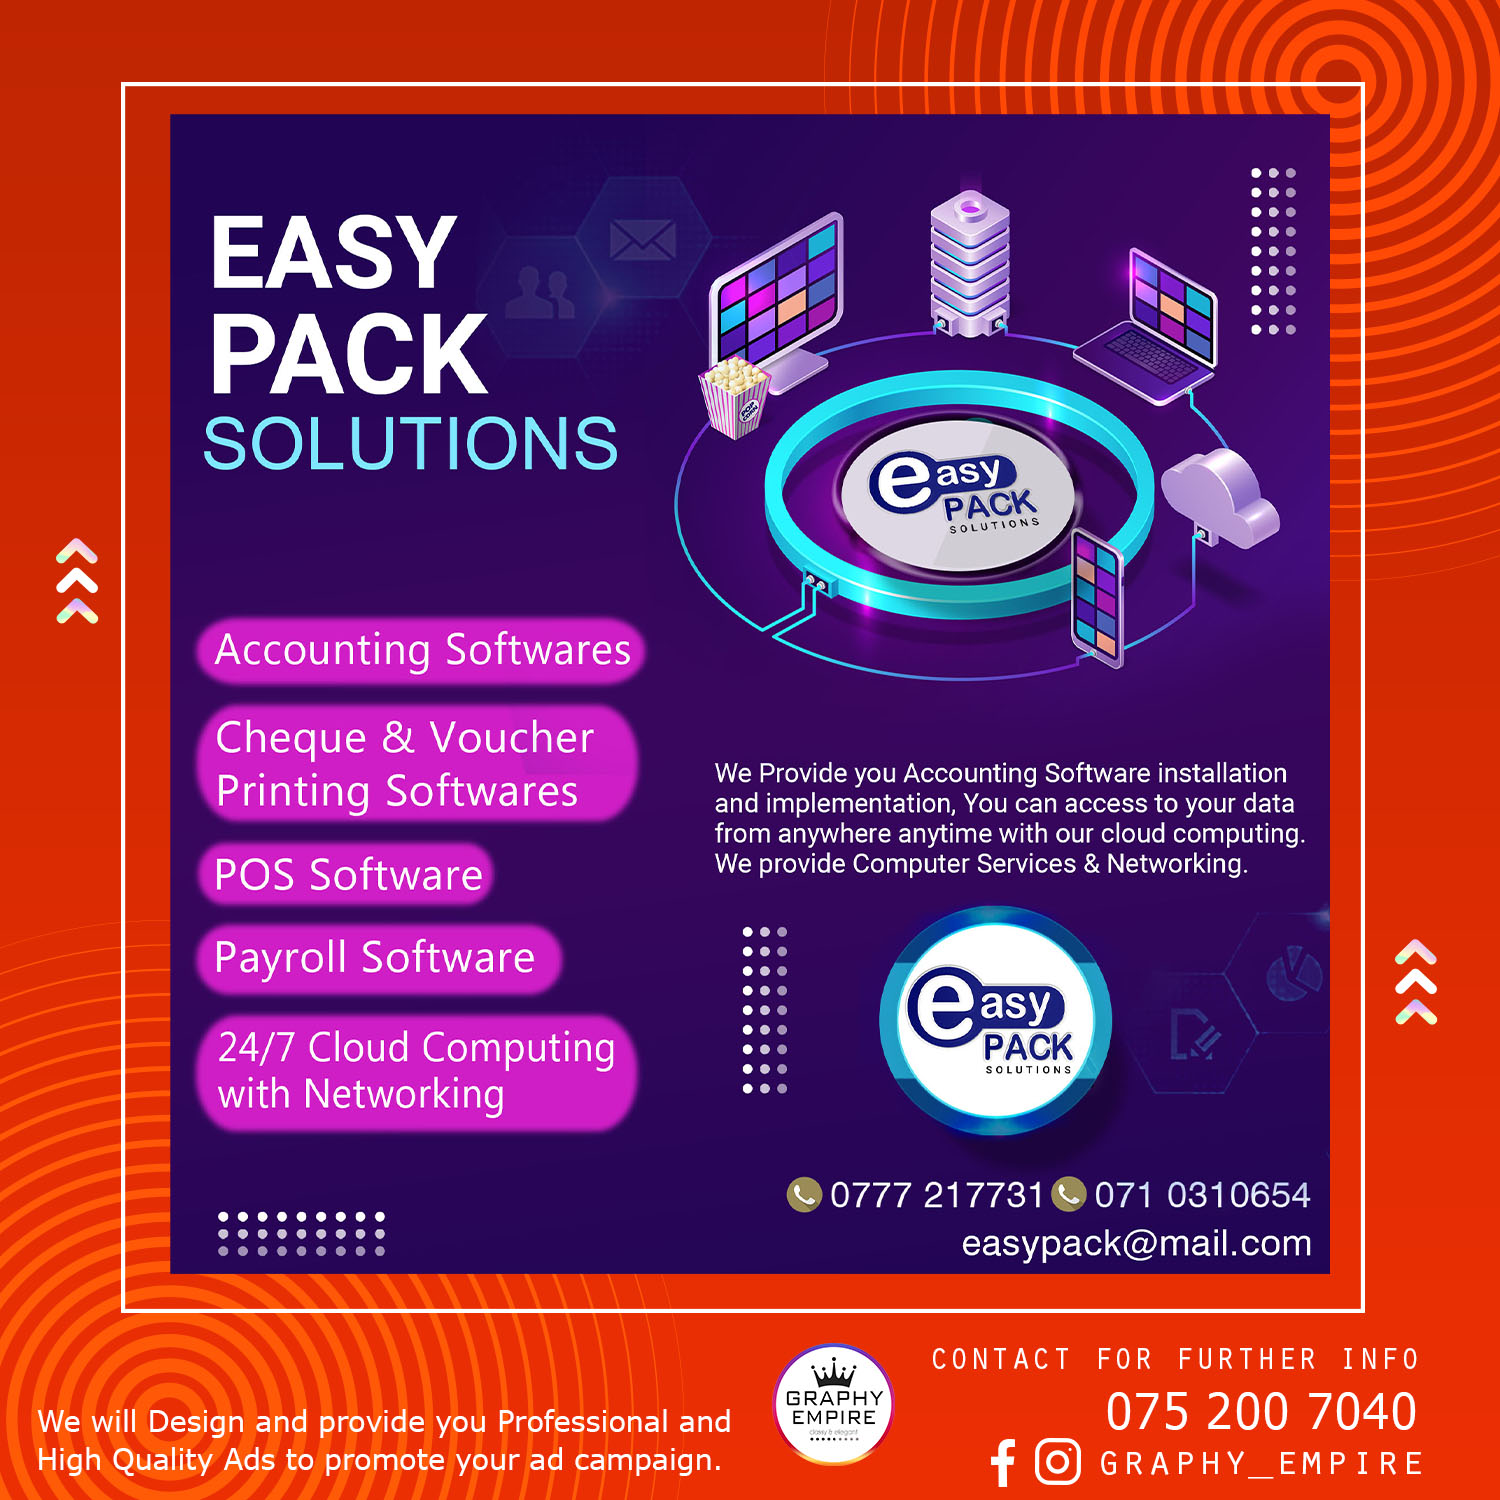 EASY
PACK
SOLUTIONS
easy
PACK
SOLUTIONS
Accounting Softwares
Cheque & Voucher
Printing Softwares
POS Software
Payroll Software
24/7 Cloud Computing
with Networking
We Provide you Accounting Software installation
and implementation, You can access to your data
from anywhere anytime with our cloud computing.
We provide Computer Services & Networking.
easy
PACK
SOLUTIONS
0777 217731 071 0310654
easypack@mail.com
We will Design and provide you Professional and
High Quality Ads to promote your ad campaign.
GRAPHY
EMPIRE
classy & elegant
CONTACT FOR FURTHER INFO
075 200 7040
GRAPHY_EMPIRE